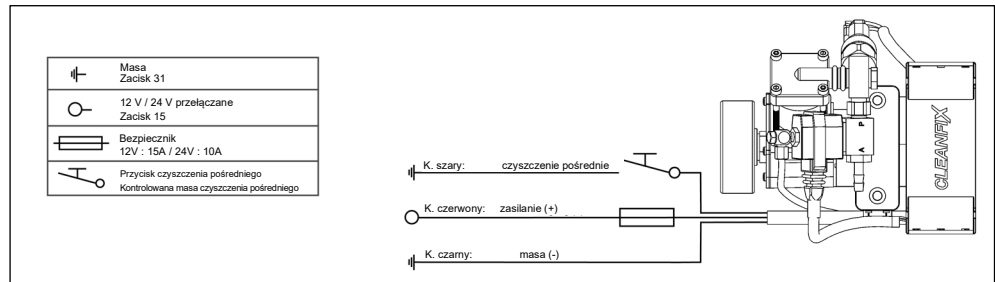 Masa
Zacisk 31
12 V / 24 V przełączane
Zacisk 15
Bezpiecznik
12V : 15A / 24V : 10A
Przycisk czyszczenia pośredniego
Kontrolowana masa czyszczenia pośredniego
K. szary: czyszczenie pośrednie
K. czerwony: zasilanie (+)
K. czarny: masa (-)
A P
CLEANFIX